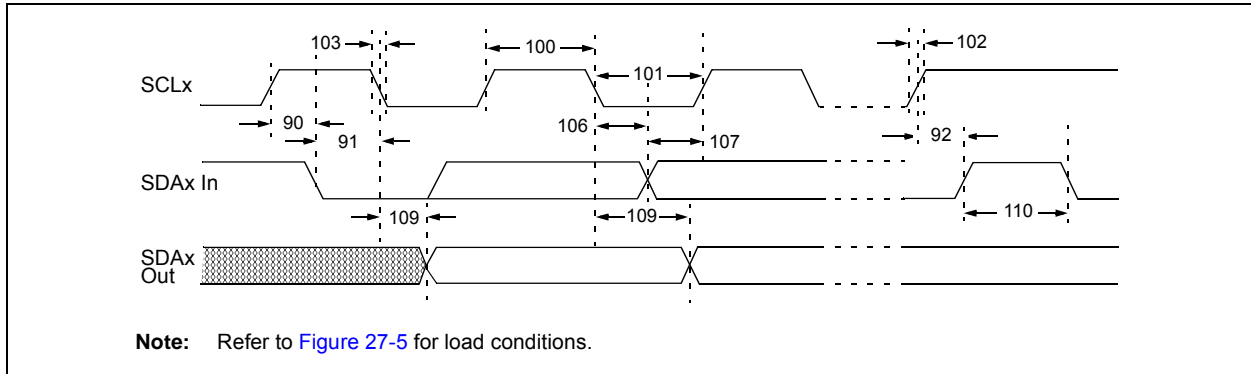 103
100
102
101
SCLx
90
106
107
92
91
SDAx In
109
109
110
SDAx
Out
Note: Refer to Figure 27-5 for load conditions.